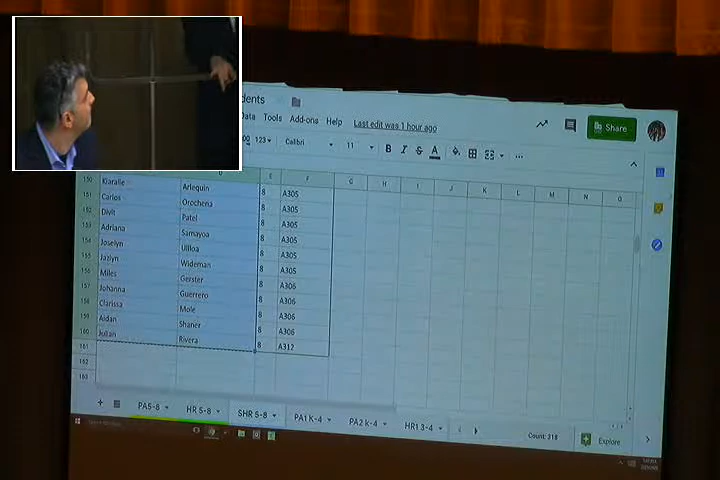 dents
Data Tools Add-ons Help Last edit was 1 hour ago
Share
123 Calibri 11 B I S A
E F G H I J K L M N O
150 Kiaralie Arlequin 8 A305
151 Carlos Orochena 8 A305
152 Divit Patel 8 A305
153 Adriana Samayoa 8 A305
154 Joselyn Ulloa 8 A305
155 Jazlyn Wideman 8 A305
156 Miles Gerster 8 A306
157 Johanna Guerrero 8 A306
158 Clarissa Mole 8 A306
159 Aidan Shaner 8 A306
160 Julian Rivera 8 A312
161
162
163
PA5-8 HR 5-8 SHR 5-8 PA1 K-4 PA2 k-4 HR1 3-4
Count: 318 Explore